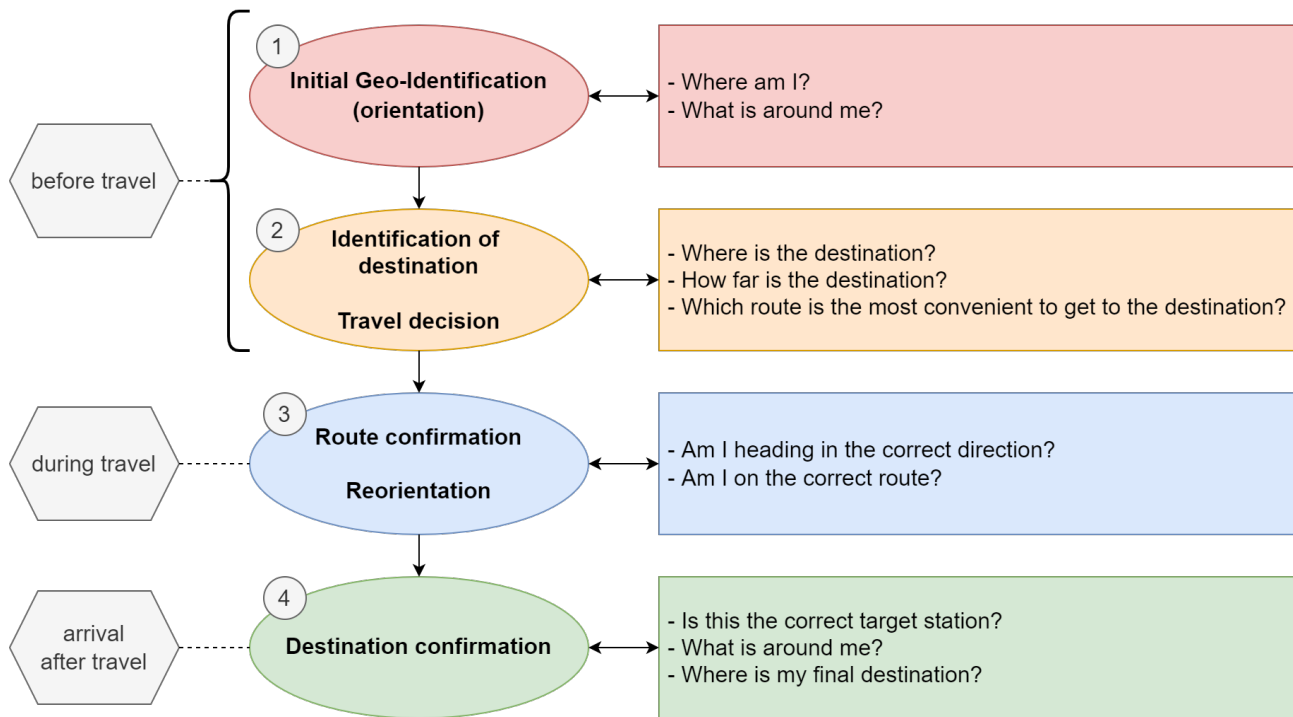 1
Initial Geo-Identification
(orientation)
- Where am I?
- What is around me?
before travel
2
Identification of
destination
Travel decision
- Where is the destination?
- How far is the destination?
- Which route is the most convenient to get to the destination?
during travel
3
Route confirmation
Reorientation
- Am I heading in the correct direction?
- Am I on the correct route?
arrival
after travel
4
Destination confirmation
- Is this the correct target station?
- What is around me?
- Where is my final destination?